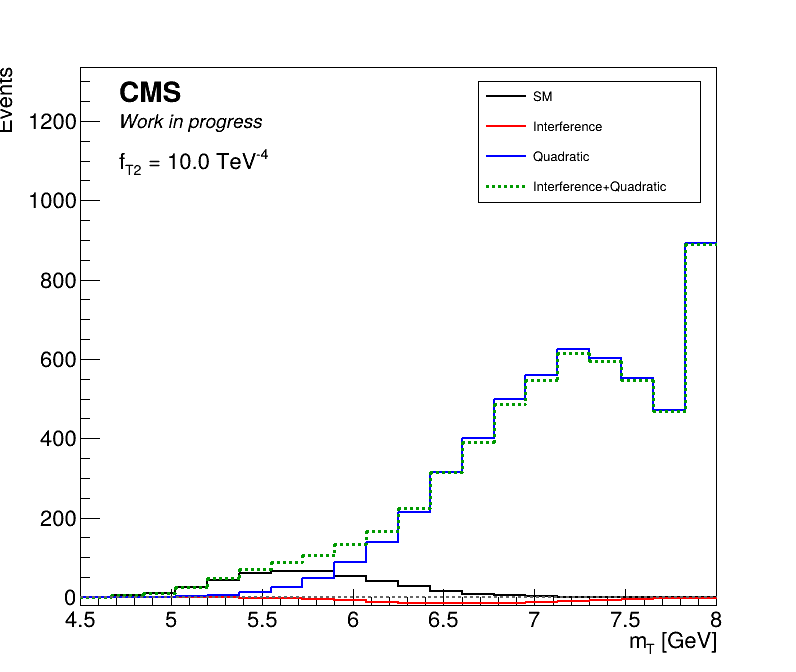 Events
CMS
Work in progress
f_T2 = 10.0 TeV^-4
SM
Interference
Quadratic
Interference+Quadratic
1200
1000
800
600
400
200
0
4.5 5 5.5 6 6.5 7 7.5 8
m_T [GeV]